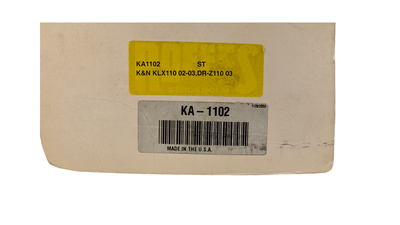 KA1102 ST
K&N KLX110 02-03,DR-Z110 03
KA-1102
MADE IN THE U.S.A.